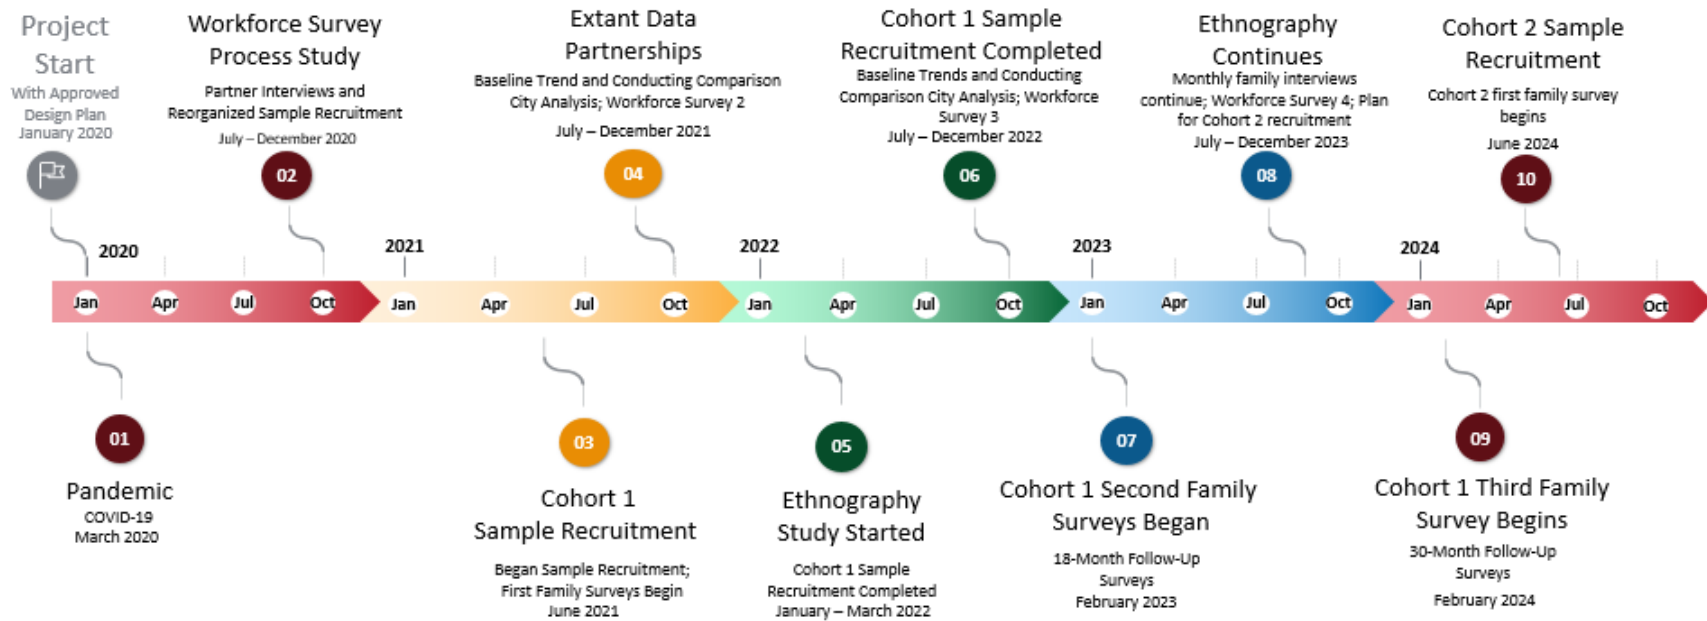 Project
Start
With Approved
Design Plan
January 2020
Workforce Survey
Process Study
Partner Interviews and
Reorganized Sample Recruitment
July – December 2020
02
Extant Data
Partnerships
Baseline Trend and Conducting Comparison
City Analysis; Workforce Survey 2
July – December 2021
04
Cohort 1 Sample
Recruitment Completed
Baseline Trends and Conducting
Comparison City Analysis; Workforce
Survey 3
July – December 2022
06
Ethnography
Continues
Monthly family interviews
continue; Workforce Survey 4; Plan
for Cohort 2 recruitment
July – December 2023
08
Cohort 2 Sample
Recruitment
Cohort 2 first family survey
begins
June 2024
10
2020
2021
2022
2023
2024
Jan Apr Jul Oct Jan Apr Jul Oct Jan Apr Jul Oct Jan Apr Jul Oct Jan Apr Jul Oct
01
Pandemic
COVID-19
March 2020
03
Cohort 1
Sample Recruitment
Began Sample Recruitment;
First Family Surveys Begin
June 2021
05
Ethnography
Study Started
Cohort 1 Sample
Recruitment Completed
January – March 2022
07
Cohort 1 Second Family
Surveys Began
18-Month Follow-Up
Surveys
February 2023
09
Cohort 1 Third Family
Survey Begins
30-Month Follow-Up
Surveys
February 2024